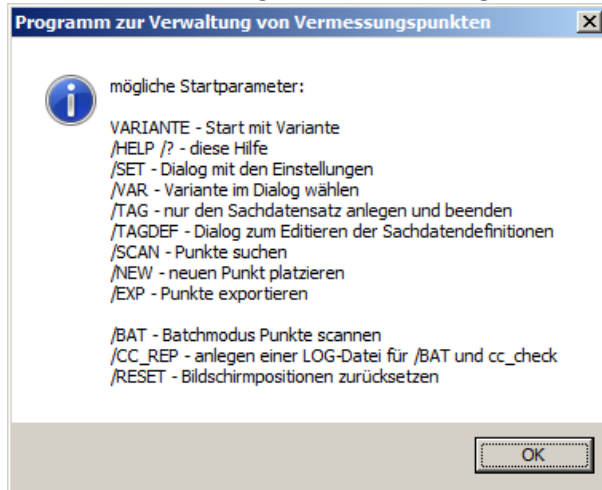 Programm zur Verwaltung von Vermessungspunkten
mögliche Startparameter:
VARIANTE - Start mit Variante
/HELP /? - diese Hilfe
/SET - Dialog mit den Einstellungen
/VAR - Variante im Dialog wählen
/TAG - nur den Sachdatensatz anlegen und beenden
/TAGDEF - Dialog zum Editieren der Sachdatendefinitionen
/SCAN - Punkte suchen
/NEW - neuen Punkt platzieren
/EXP - Punkte exportieren
/BAT - Batchmodus Punkte scannen
/CC_REP - anlegen einer LOG-Datei für /BAT und cc_check
/RESET - Bildschirmpositionen zurücksetzen
OK